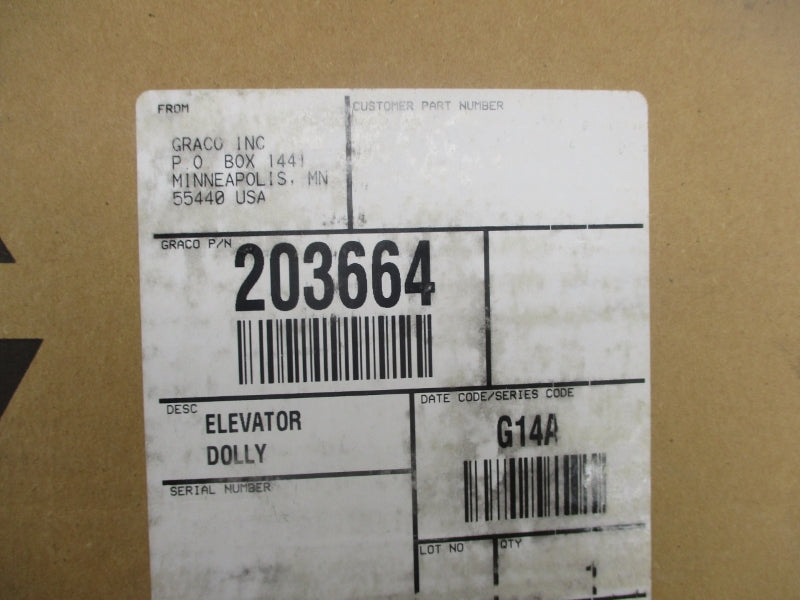 FROM
GRACO INC
P.O. BOX 1441
MINNEAPOLIS, MN
55440 USA
CUSTOMER PART NUMBER
GRACO P/N
203664
DESC
ELEVATOR
DOLLY
DATE CODE/SERIES CODE
G14A
SERIAL NUMBER
LOT NO
QTY
1